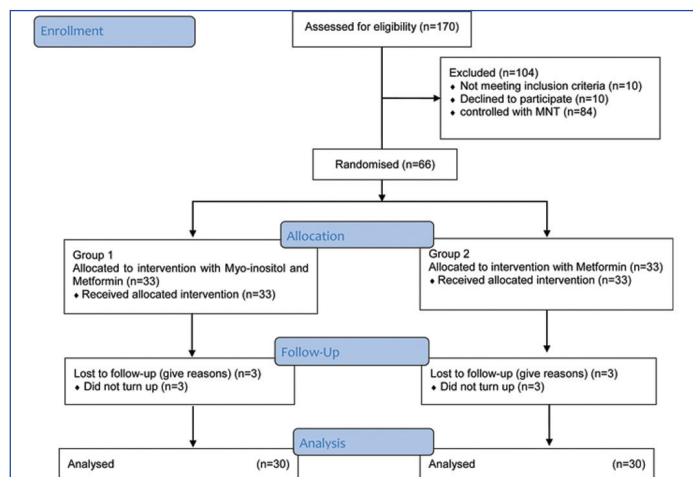 Enrollment
Assessed for eligibility (n=170)
Excluded (n=104)
♦ Not meeting inclusion criteria (n=10)
♦ Declined to participate (n=10)
♦ controlled with MNT (n=84)
Randomised (n=66)
Allocation
Group 1
Allocated to intervention with Myo-inositol and
Metformin (n=33)
♦ Received allocated intervention (n=33)
Group 2
Allocated to intervention with Metformin (n=33)
♦ Received allocated intervention (n=33)
Follow-Up
Lost to follow-up (give reasons) (n=3)
♦ Did not turn up (n=3)
Lost to follow-up (give reasons) (n=3)
♦ Did not turn up (n=3)
Analysis
Analysed (n=30)
Analysed (n=30)